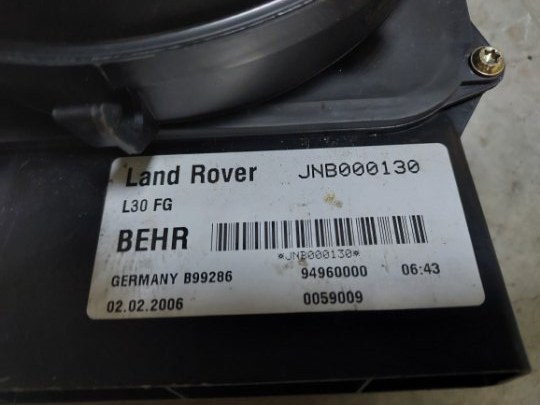 Land Rover JNB000130
L30 FG
BEHR
*JNB000130*
GERMANY B99286 94960000 06:43
02.02.2006 0059009